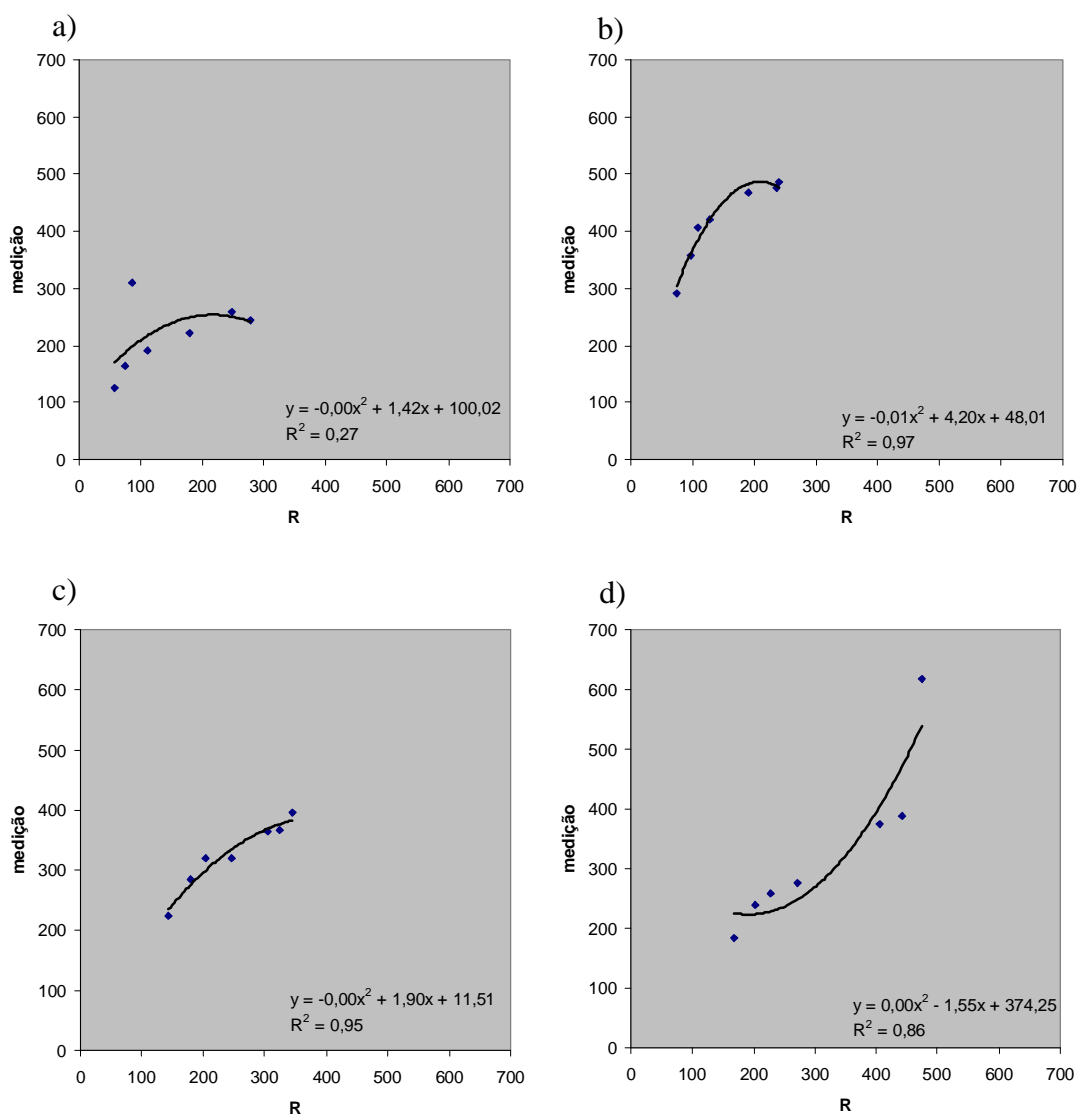 a)
700
600
500
400
300
200
100
0
medição
y = -0,00x² + 1,42x + 100,02
R² = 0,27
0 100 200 300 400 500 600 700
R
b)
700
600
500
400
300
200
100
0
medição
y = -0,01x² + 4,20x + 48,01
R² = 0,97
0 100 200 300 400 500 600 700
R
c)
700
600
500
400
300
200
100
0
medição
y = -0,00x² + 1,90x + 11,51
R² = 0,95
0 100 200 300 400 500 600 700
R
d)
700
600
500
400
300
200
100
0
medição
y = 0,00x² - 1,55x + 374,25
R² = 0,86
0 100 200 300 400 500 600 700
R